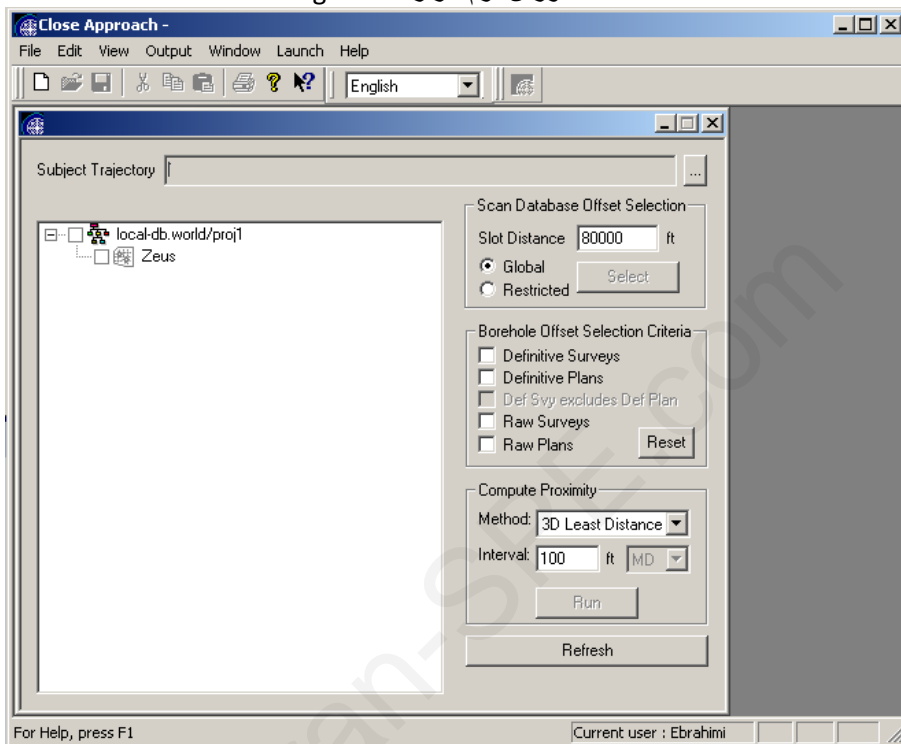 Close Approach -
File Edit View Output Window Launch Help
English
Subject Trajectory
...
local-db.world/proj1
Zeus
Scan Database Offset Selection
Slot Distance 80000 ft
Global
Restricted
Select
Borehole Offset Selection Criteria
Definitive Surveys
Definitive Plans
Def Svy excludes Def Plan
Raw Surveys
Raw Plans
Reset
Compute Proximity
Method: 3D Least Distance
Interval: 100 ft MD
Run
Refresh
For Help, press F1
Current user : Ebrahimi